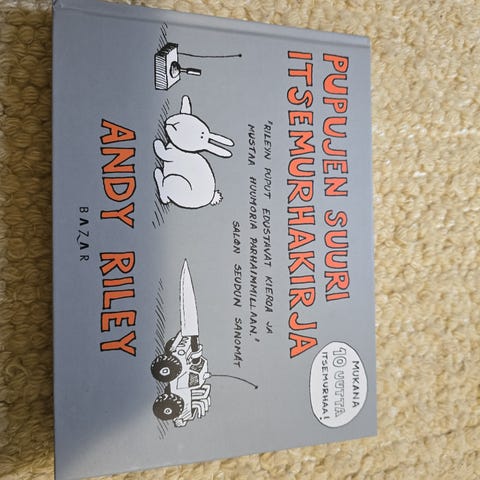 PUPUJEN SUURI
ITSEMURHAKIRJA
"RILEYN PUPUT EDUSTAVAT KIEROA JA
MUSTAA HUUMORIA PARHAIMMILLAAN."
SALON SEUDUN SANOMAT
MUKANA
10 UUTTA
ITSEMURHAA!
ANDY RILEY
BAZAR